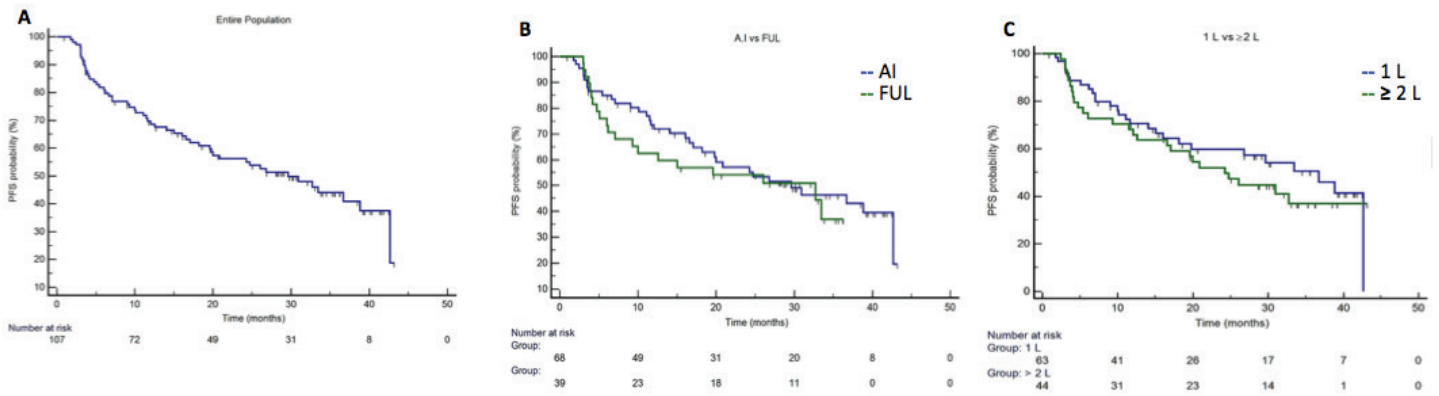 A
Entire Population
PFS probability (%)
100
90
80
70
60
50
40
30
20
10
0 10 20 30 40 50
Time (months)
Number at risk
107 72 49 31 8 0
B
A.I vs FUL
AI
FUL
PFS probability (%)
100
90
80
70
60
50
40
30
20
10
0 10 20 30 40 50
Time (months)
Number at risk
Group:
68 49 31 20 8 0
Group:
39 23 18 11 0 0
C
1 L vs ≥2 L
1 L
≥ 2 L
PFS probability (%)
100
80
60
40
20
0
0 10 20 30 40 50
Time (months)
Number at risk
Group: 1 L
63 41 26 17 7 0
Group: > 2 L
44 31 23 14 1 0